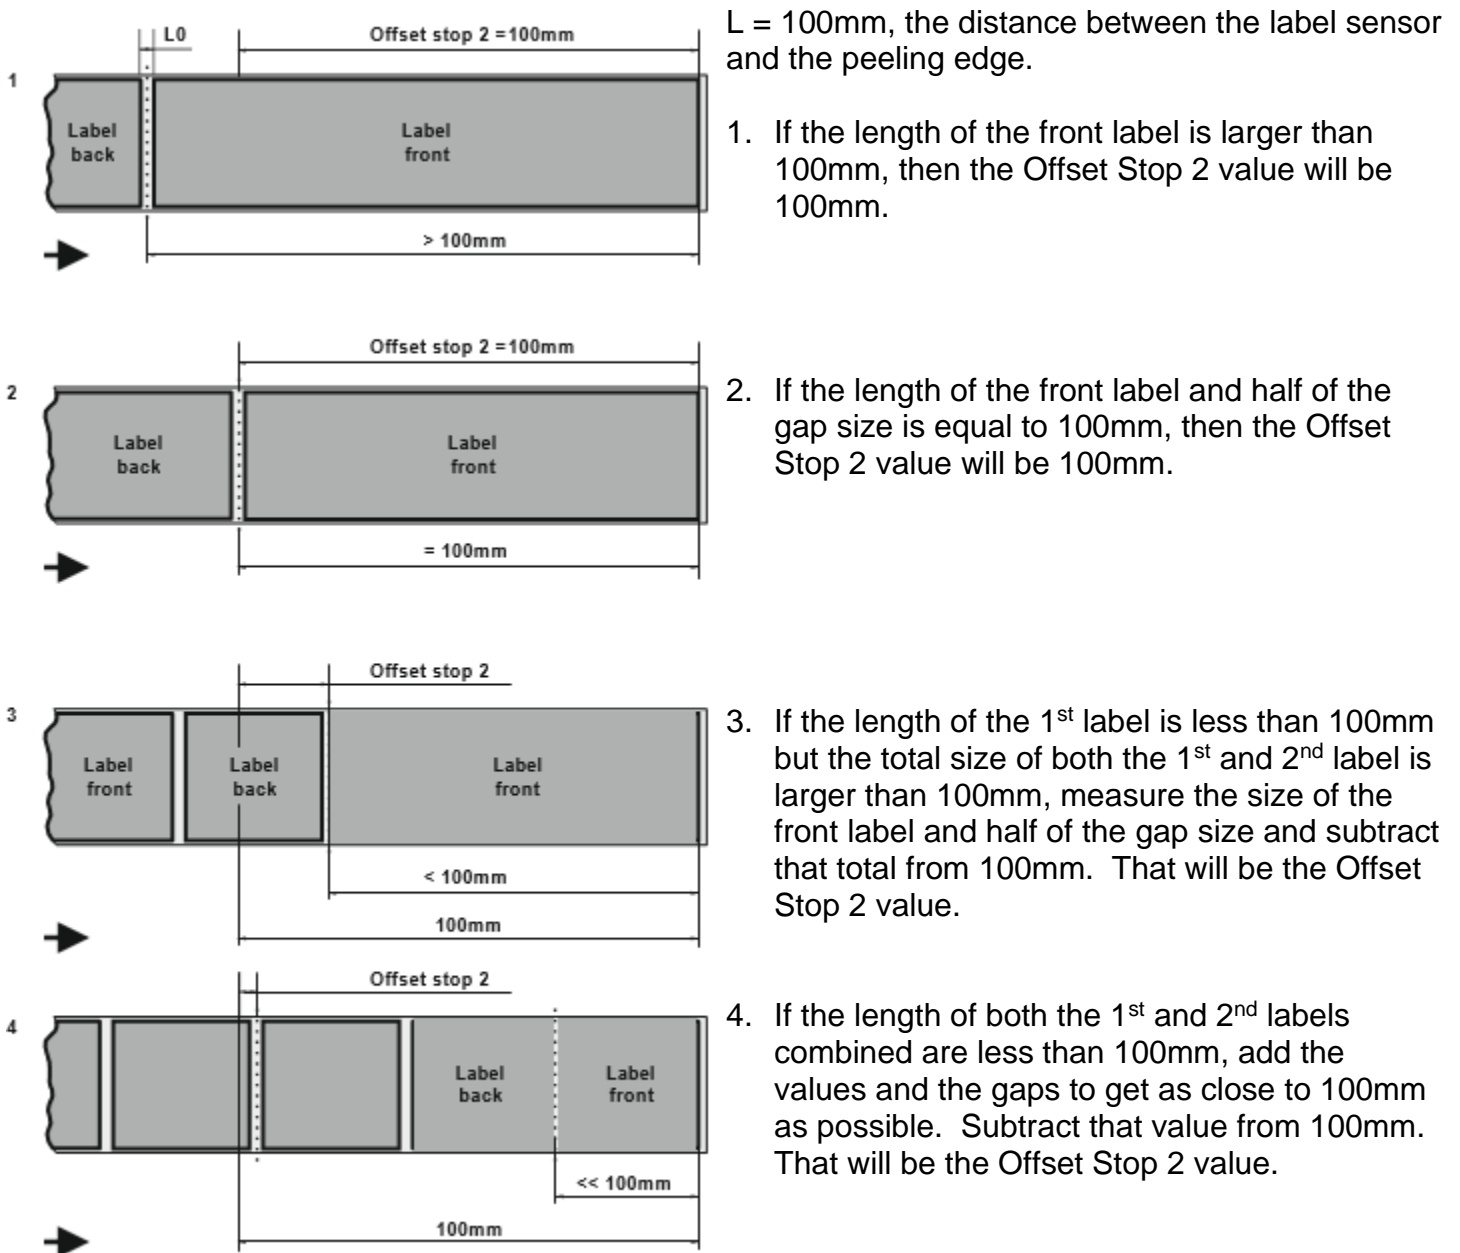 L = 100mm, the distance between the label sensor
and the peeling edge.
L0
Offset stop 2 =100mm
1
Label
back
Label
front
> 100mm
1. If the length of the front label is larger than
100mm, then the Offset Stop 2 value will be
100mm.
Offset stop 2 =100mm
2
Label
back
Label
front
= 100mm
2. If the length of the front label and half of the
gap size is equal to 100mm, then the Offset
Stop 2 value will be 100mm.
Offset stop 2
3
Label
front
Label
back
Label
front
< 100mm
100mm
3. If the length of the 1st label is less than 100mm
but the total size of both the 1st and 2nd label is
larger than 100mm, measure the size of the
front label and half of the gap size and subtract
that total from 100mm.  That will be the Offset
Stop 2 value.
Offset stop 2
4
Label
back
Label
front
<< 100mm
100mm
4. If the length of both the 1st and 2nd labels
combined are less than 100mm, add the
values and the gaps to get as close to 100mm
as possible.  Subtract that value from 100mm.
That will be the Offset Stop 2 value.